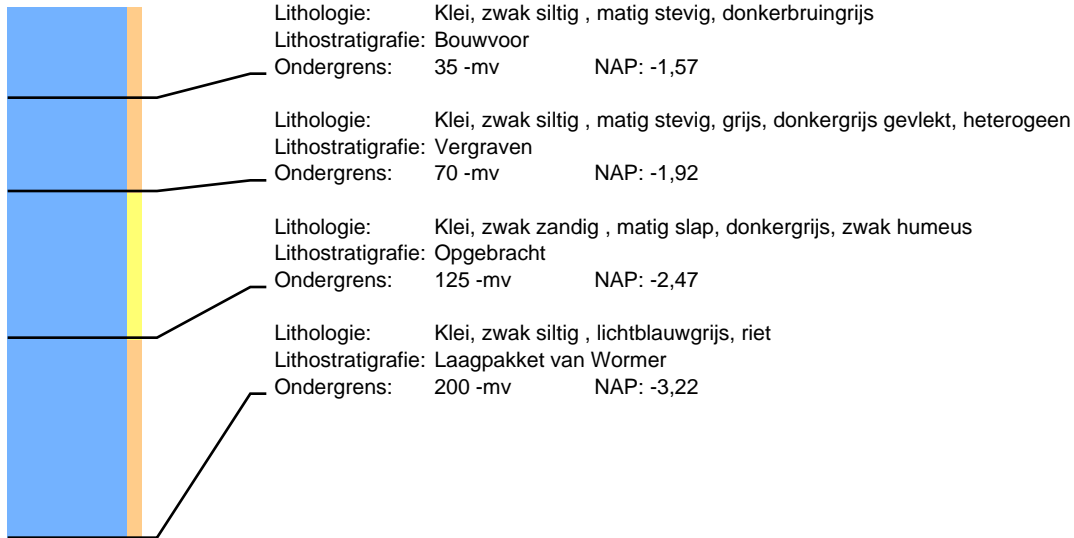 Lithologie: Klei, zwak siltig , matig stevig, donkerbruingrijs
Lithostratigrafie: Bouwvoor
Ondergrens: 35 -mv NAP: -1,57
Lithologie: Klei, zwak siltig , matig stevig, grijs, donkergrijs gevlekt, heterogeen
Lithostratigrafie: Vergraven
Ondergrens: 70 -mv NAP: -1,92
Lithologie: Klei, zwak zandig , matig slap, donkergrijs, zwak humeus
Lithostratigrafie: Opgebracht
Ondergrens: 125 -mv NAP: -2,47
Lithologie: Klei, zwak siltig , lichtblauwgrijs, riet
Lithostratigrafie: Laagpakket van Wormer
Ondergrens: 200 -mv NAP: -3,22